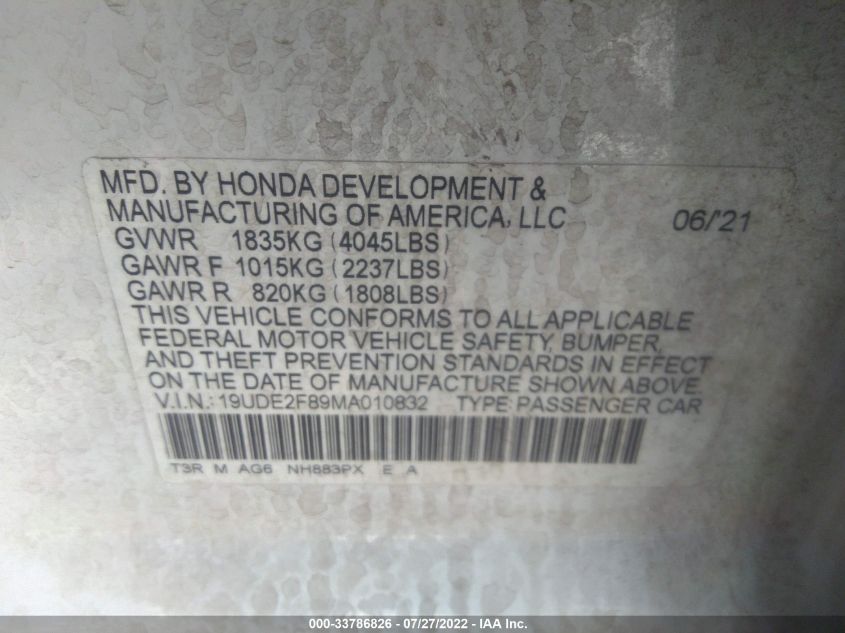 MFD. BY HONDA DEVELOPMENT &
MANUFACTURING OF AMERICA, LLC 06/'21
GVWR 1835KG (4045LBS)
GAWR F 1015KG (2237LBS)
GAWR R 820KG (1808LBS)
THIS VEHICLE CONFORMS TO ALL APPLICABLE
FEDERAL MOTOR VEHICLE SAFETY, BUMPER,
AND THEFT PREVENTION STANDARDS IN EFFECT
ON THE DATE OF MANUFACTURE SHOWN ABOVE.
V.I.N.: 19UDE2F89MA010832 TYPE: PASSENGER CAR
T3R M AG6 NH883PX E A
000-33786826 - 07/27/2022 - IAA Inc.